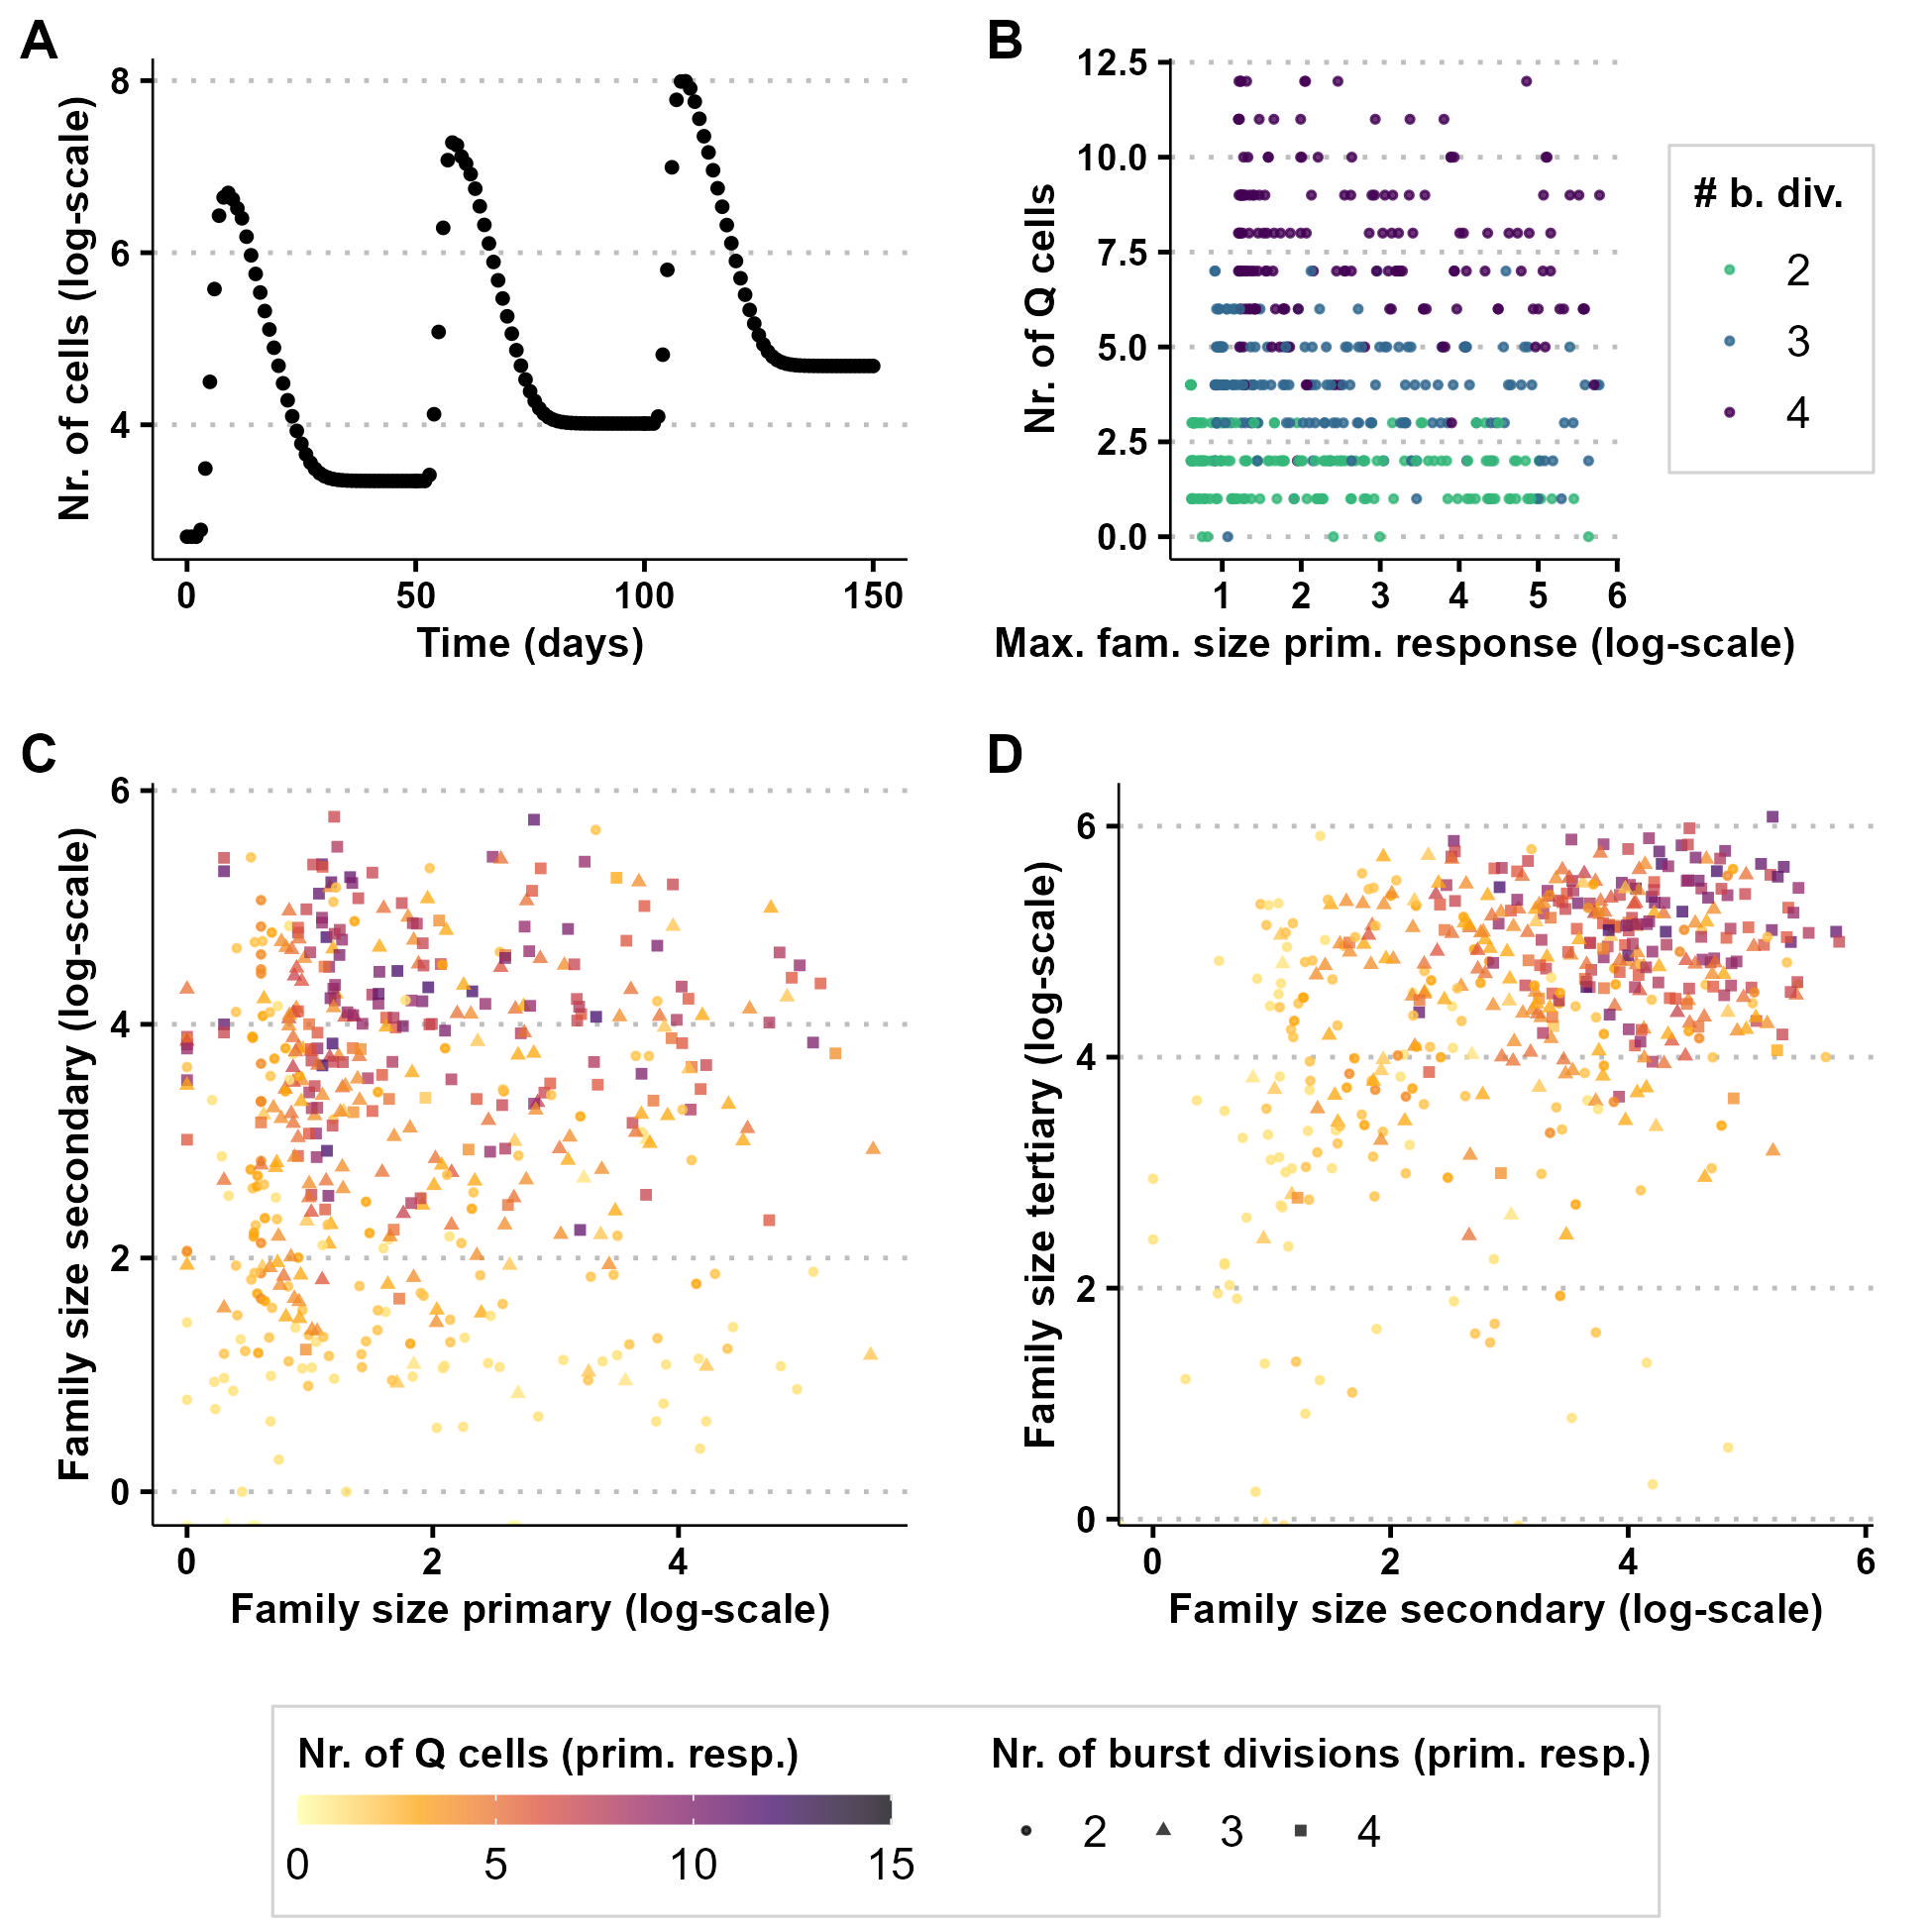 A
Nr. of cells (log-scale)
8
6
4
0 50 100 150
Time (days)
B
Nr. of Q cells
12.5
10.0
7.5
5.0
2.5
0.0
1 2 3 4 5 6
Max. fam. size prim. response (log-scale)
# b. div.
2
3
4
C
Family size secondary (log-scale)
6
4
2
0
0 2 4
Family size primary (log-scale)
D
Family size tertiary (log-scale)
6
4
2
0
0 2 4 6
Family size secondary (log-scale)
Nr. of Q cells (prim. resp.)
0 5 10 15
Nr. of burst divisions (prim. resp.)
2 3 4